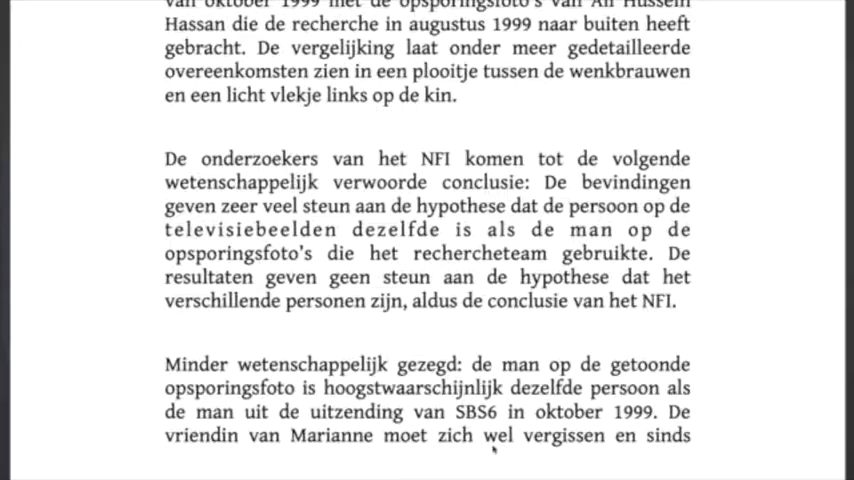 van oktober 1999 met de opsporingsfoto's van Ali Hussein
Hassan die de recherche in augustus 1999 naar buiten heeft
gebracht. De vergelijking laat onder meer gedetailleerde
overeenkomsten zien in een plooitje tussen de wenkbrauwen
en een licht vlekje links op de kin.
De onderzoekers van het NFI komen tot de volgende
wetenschappelijk verwoorde conclusie: De bevindingen
geven zeer veel steun aan de hypothese dat de persoon op de
televisiebeelden dezelfde is als de man op de
opsporingsfoto's die het rechercheteam gebruikte. De
resultaten geven geen steun aan de hypothese dat het
verschillende personen zijn, aldus de conclusie van het NFI.
Minder wetenschappelijk gezegd: de man op de getoonde
opsporingsfoto is hoogstwaarschijnlijk dezelfde persoon als
de man uit de uitzending van SBS6 in oktober 1999. De
vriendin van Marianne moet zich wel vergissen en sinds